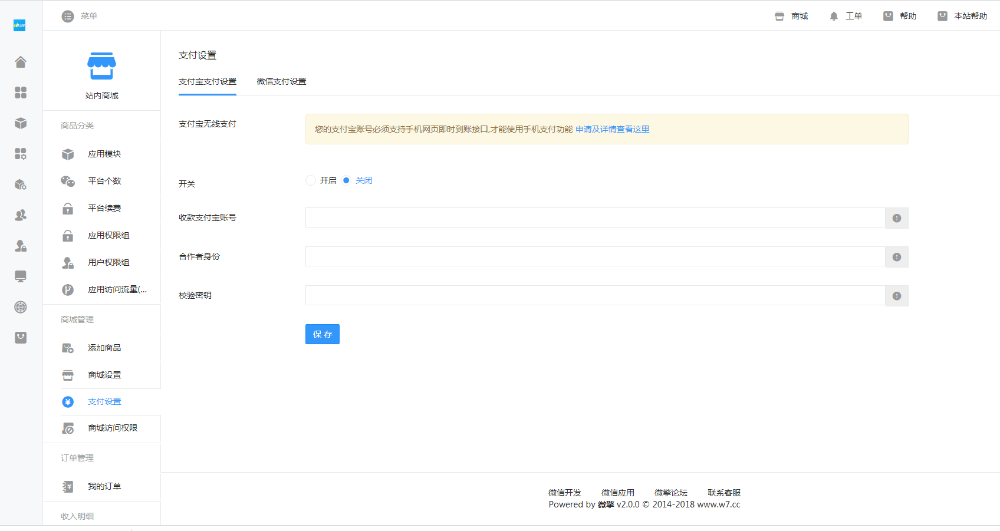 菜单
商城
工单
帮助
本站帮助
站内商城
商品分类
应用模块
平台个数
平台续费
应用权限组
用户权限组
应用访问流量(...
商城管理
添加商品
商城设置
支付设置
商城访问权限
订单管理
我的订单
收入明细
支付设置
支付宝支付设置 微信支付设置
支付宝无线支付
您的支付宝账号必须支持手机网页即时到账接口,才能使用手机支付功能 申请及详情查看这里
开关
开启 关闭
收款支付宝账号
合作者身份
校验密钥
保 存
微信开发 微信应用 微擎论坛 联系客服
Powered by 微擎 v2.0.0 © 2014-2018 www.w7.cc